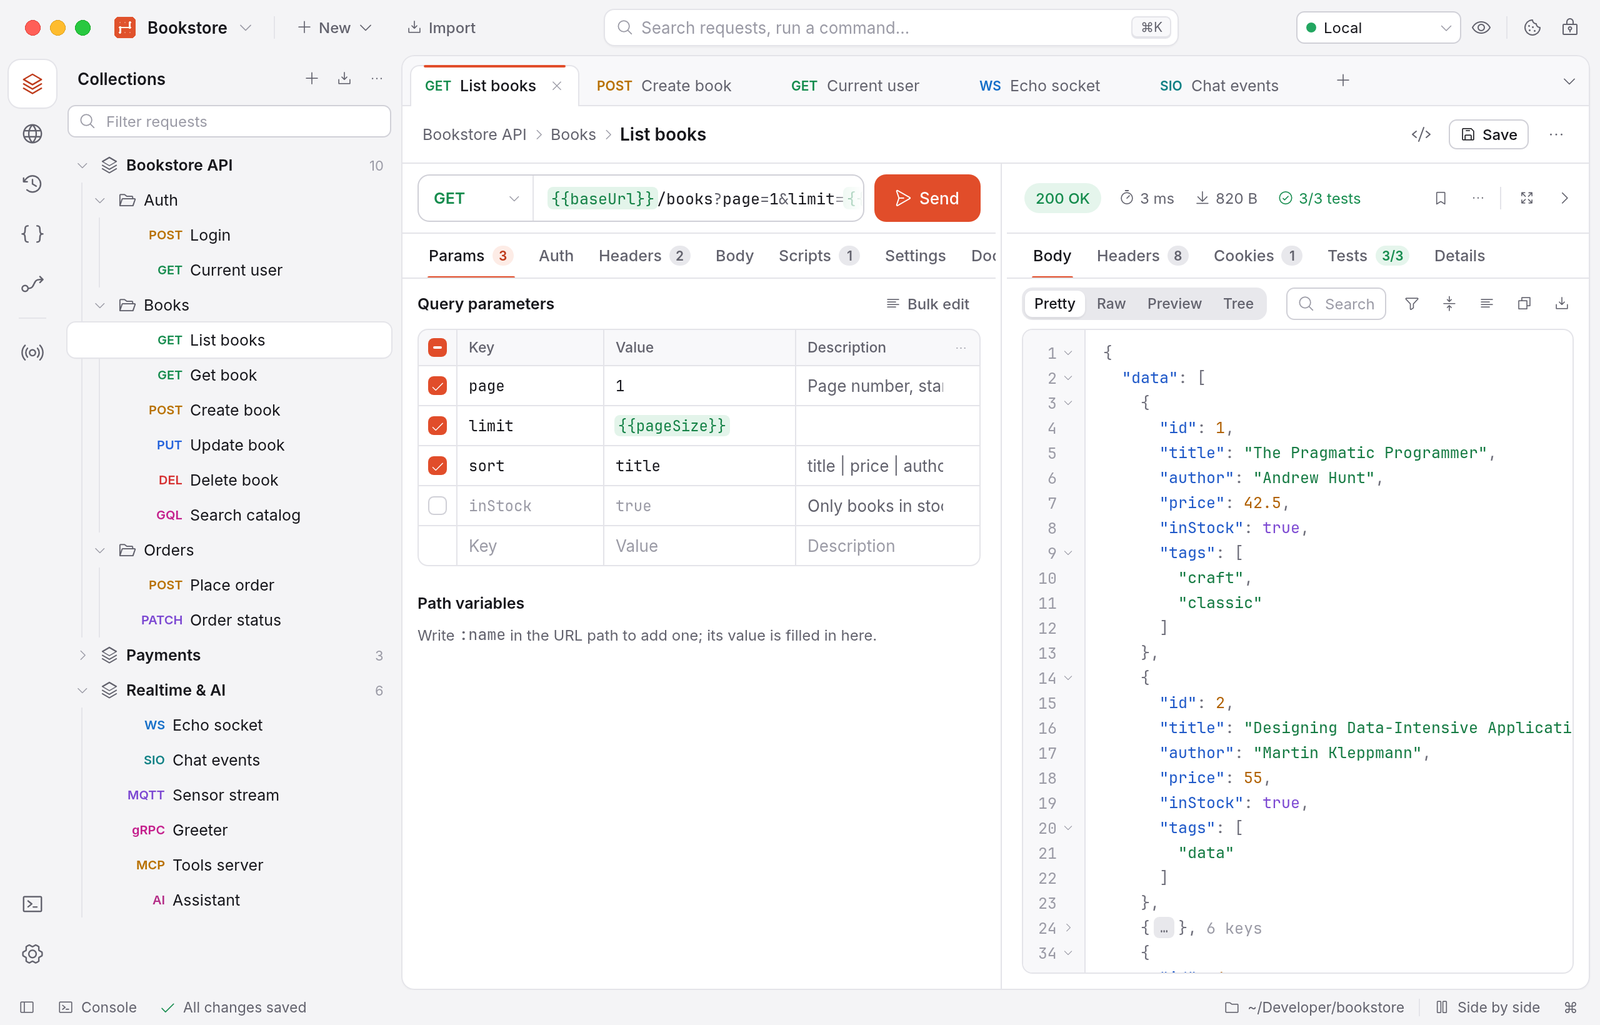 Bookstore
New
Import
Search requests, run a command...
⌘K
Local
Collections
Filter requests
Bookstore API 10
Auth
POST Login
GET Current user
Books
GET List books
GET Get book
POST Create book
PUT Update book
DEL Delete book
GQL Search catalog
Orders
POST Place order
PATCH Order status
Payments 3
Realtime & AI 6
WS Echo socket
SIO Chat events
MQTT Sensor stream
gRPC Greeter
MCP Tools server
AI Assistant
GET List books
POST Create book
GET Current user
WS Echo socket
SIO Chat events
Bookstore API > Books > List books
</> Save
GET {{baseUrl}}/books?page=1&limit={
Send
Params 3 Auth Headers 2 Body Scripts 1 Settings Doc
Query parameters
Bulk edit
Key Value Description
page 1 Page number, sta
limit {{pageSize}}
sort title title | price | autho
inStock true Only books in stoc
Key Value Description
Path variables
Write :name in the URL path to add one; its value is filled in here.
200 OK 3 ms 820 B 3/3 tests
Body Headers 8 Cookies 1 Tests 3/3 Details
Pretty Raw Preview Tree Search
1 {
2 "data": [
3 {
4 "id": 1,
5 "title": "The Pragmatic Programmer",
6 "author": "Andrew Hunt",
7 "price": 42.5,
8 "inStock": true,
9 "tags": [
10 "craft",
11 "classic"
12 ]
13 },
14 {
15 "id": 2,
16 "title": "Designing Data-Intensive Applicati
17 "author": "Martin Kleppmann",
18 "price": 55,
19 "inStock": true,
20 "tags": [
21 "data"
22 ]
23 },
24 {…}, 6 keys
34 {
Console
All changes saved
~/Developer/bookstore
Side by side
⌘